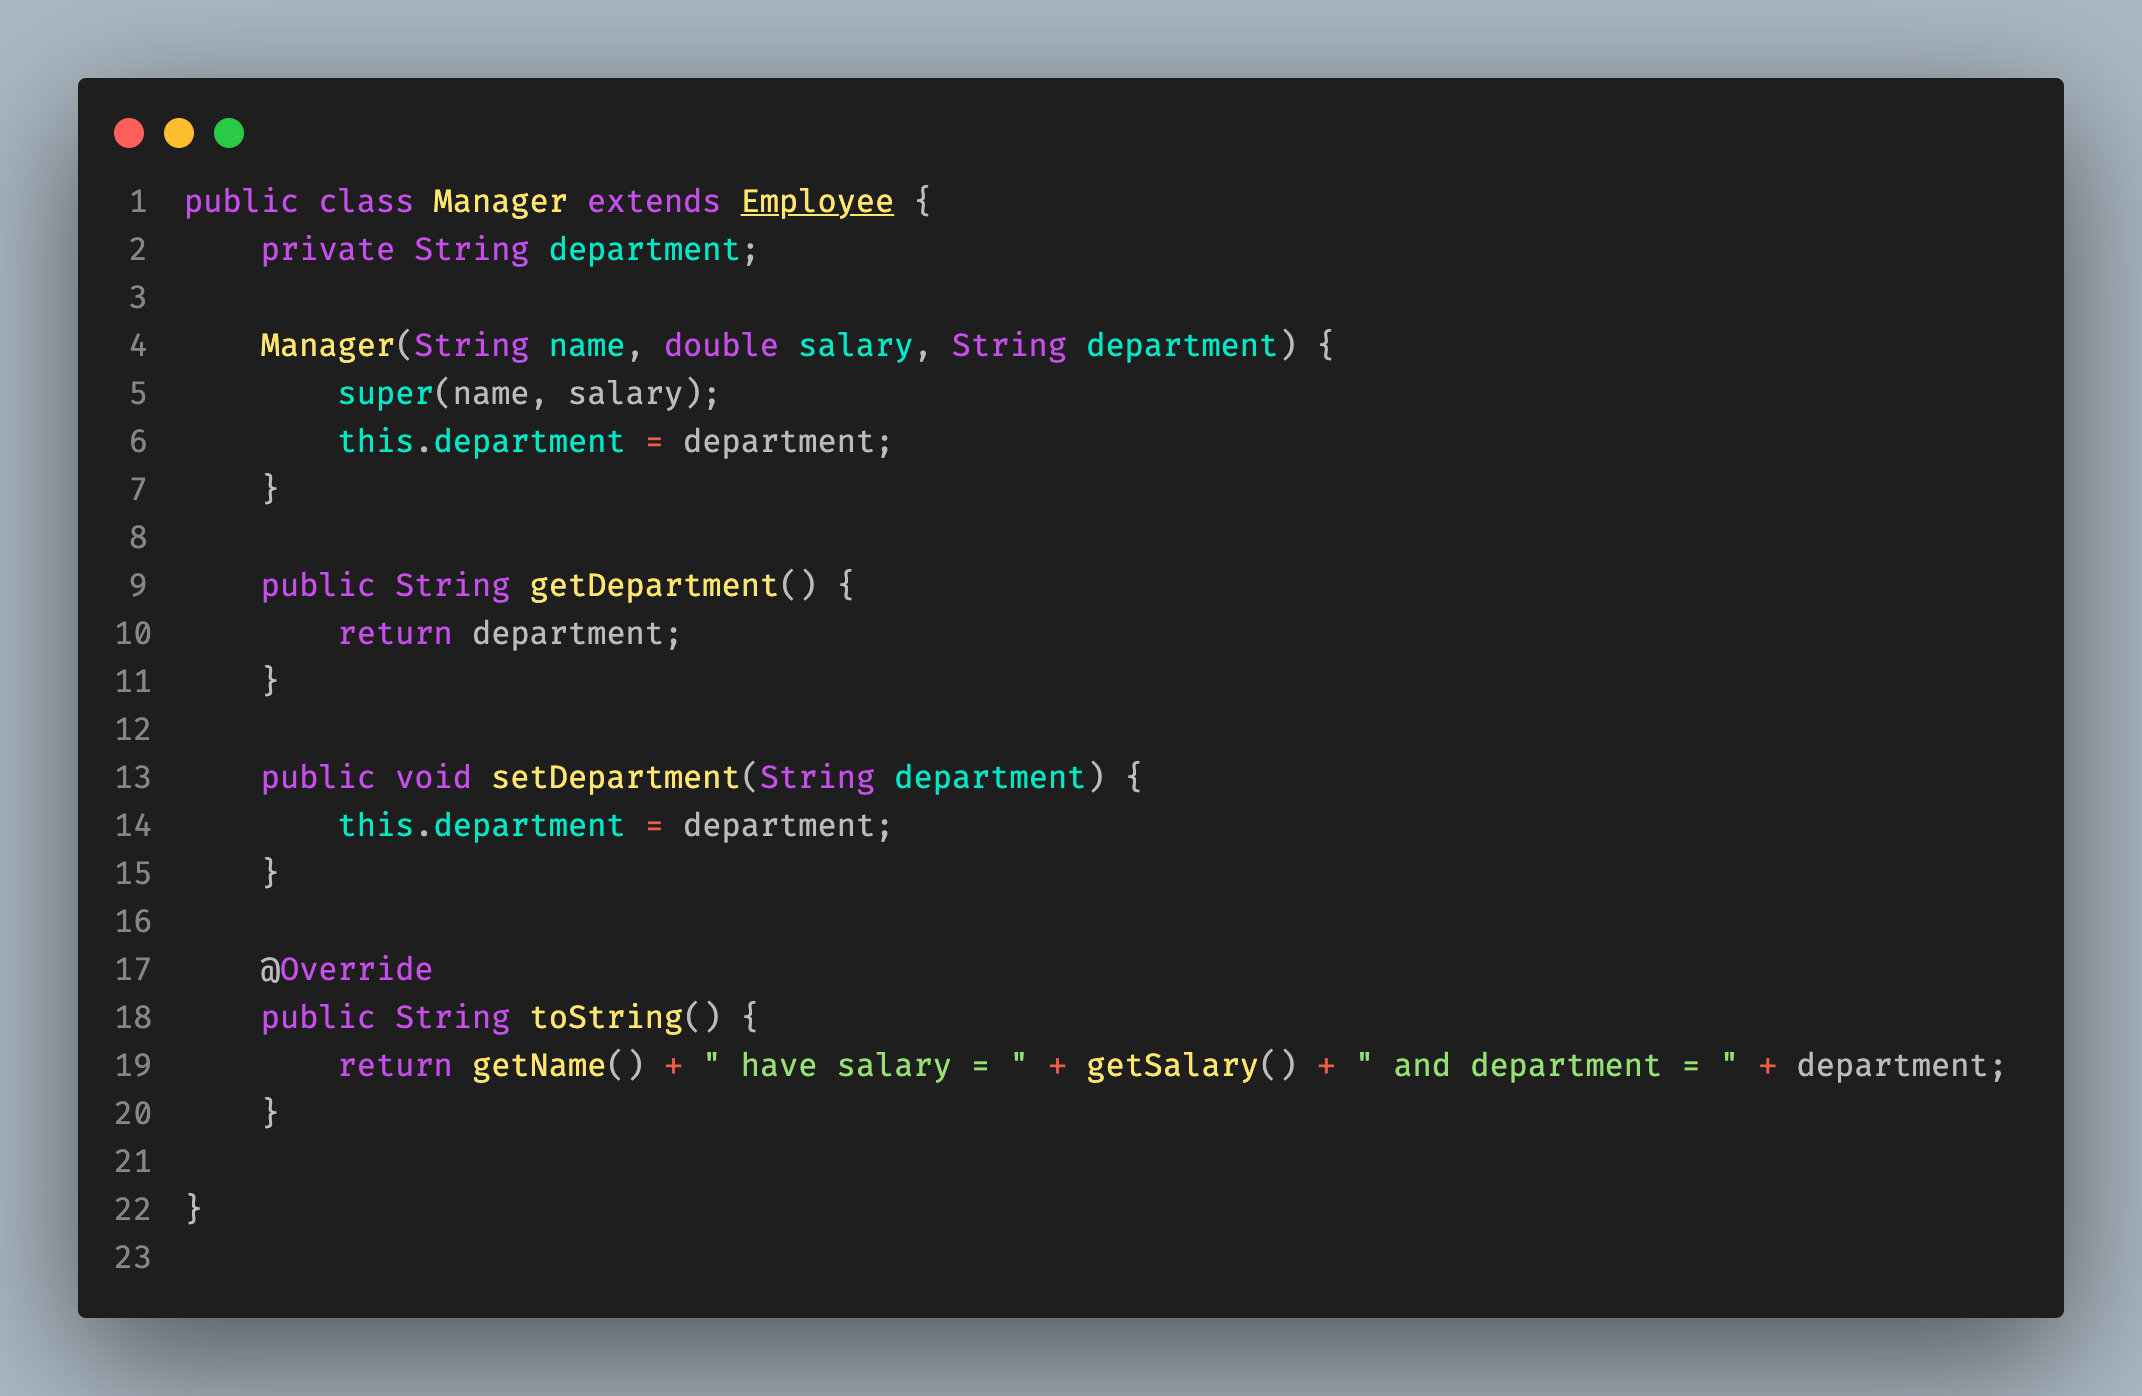 1 public class Manager extends Employee {
2     private String department;
3
4     Manager(String name, double salary, String department) {
5         super(name, salary);
6         this.department = department;
7     }
8
9     public String getDepartment() {
10         return department;
11     }
12
13     public void setDepartment(String department) {
14         this.department = department;
15     }
16
17     @Override
18     public String toString() {
19         return getName() + " have salary = " + getSalary() + " and department = " + department;
20     }
21
22 }
23